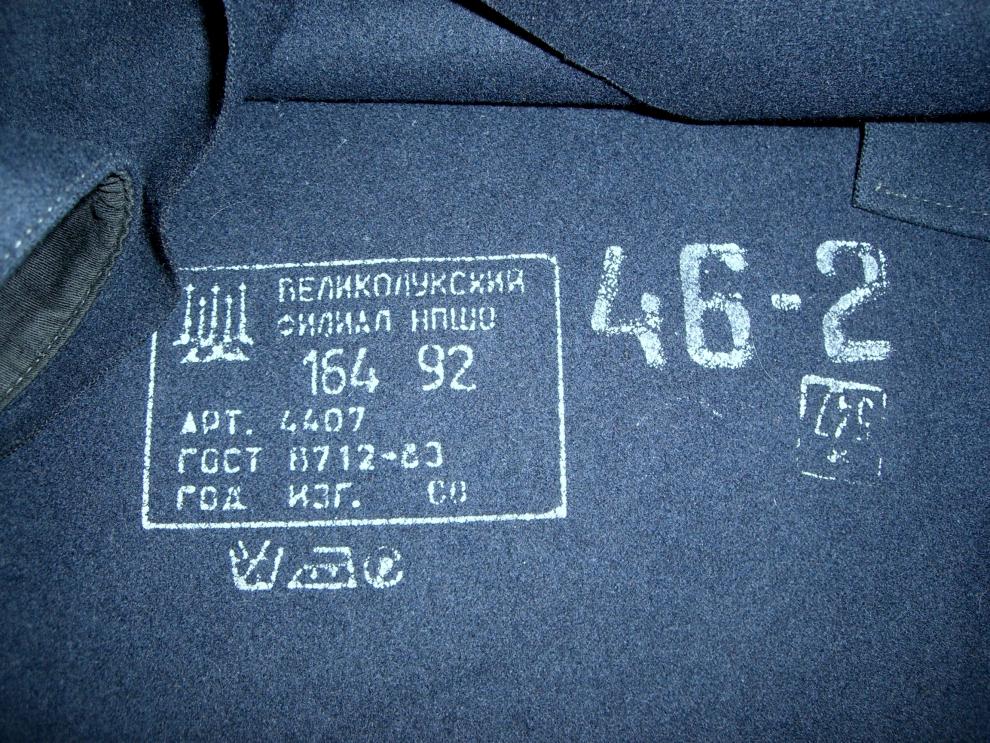 ВЕЛИКОЛУКСКИЙ
ФИЛИАЛ НПШО
164 92
АРТ. 4407
ГОСТ 8712-83
ГОД ИЗГ.
46-2